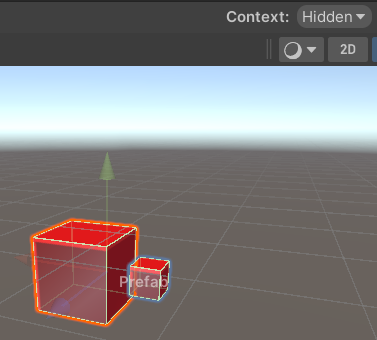 Context: Hidden
2D
Prefab